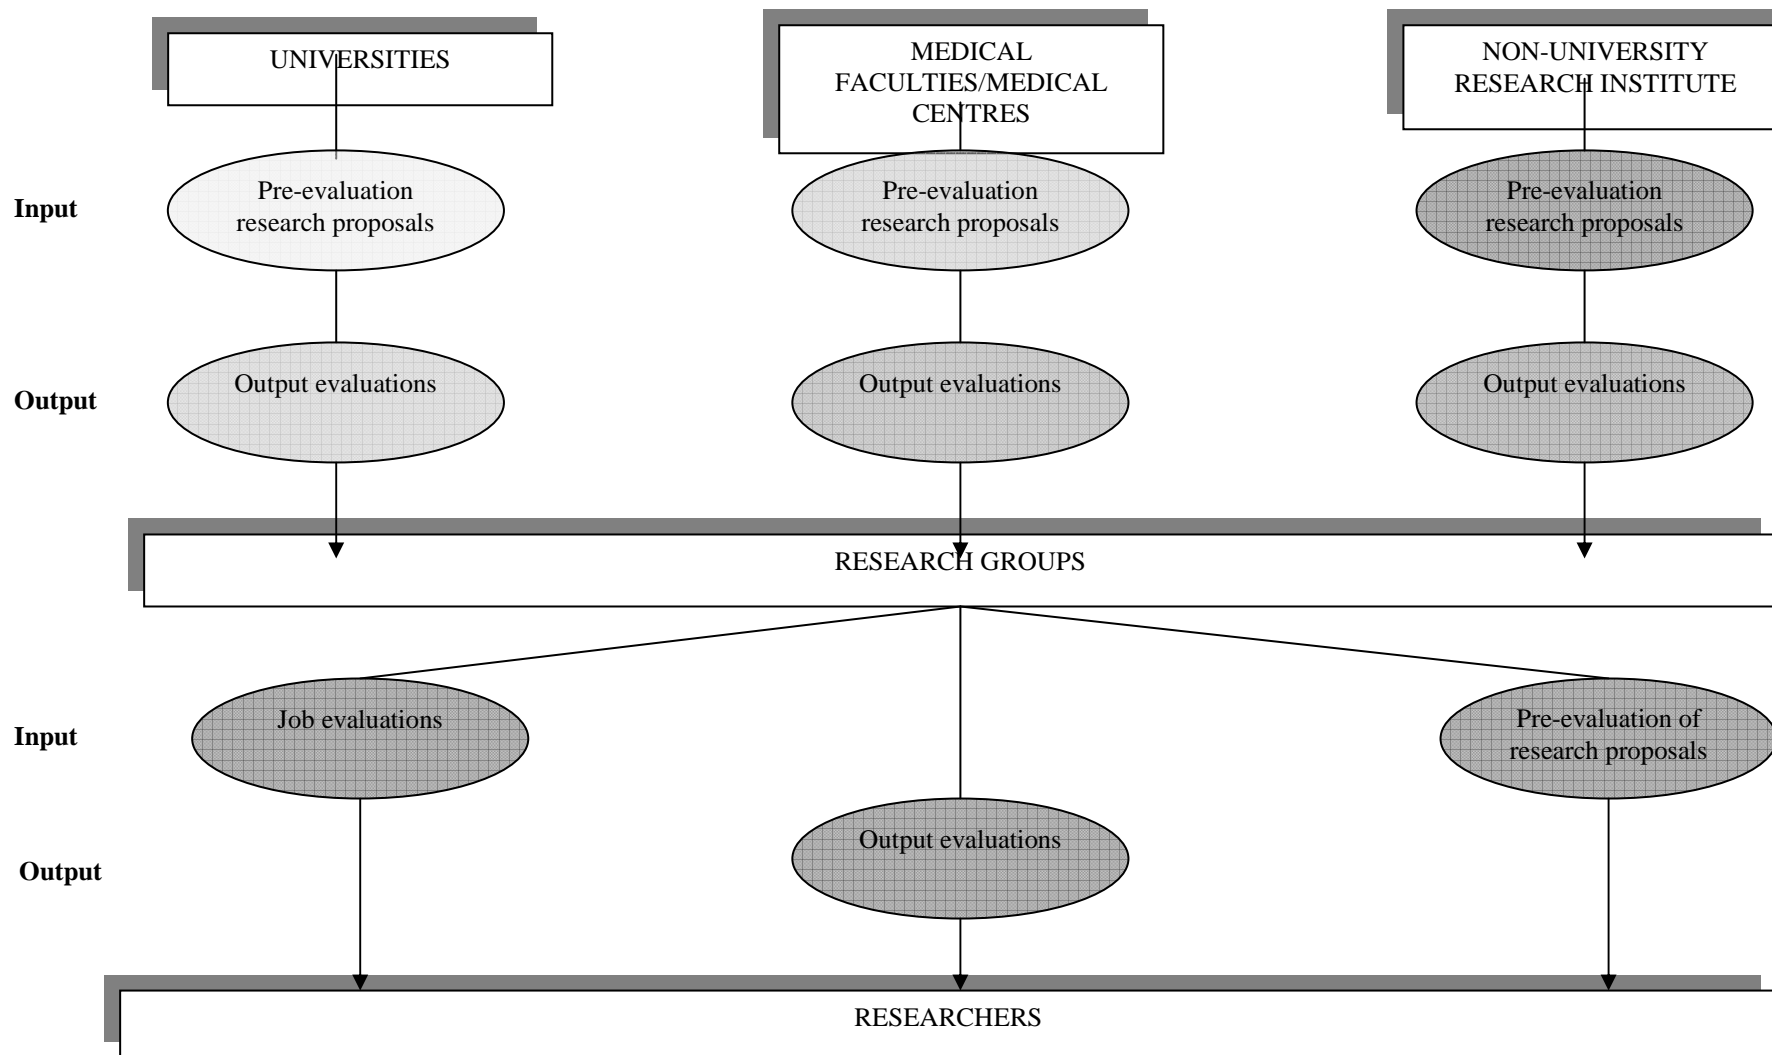 UNIVERSITIES
MEDICAL
FACULTIES/MEDICAL
CENTRES
NON-UNIVERSITY
RESEARCH INSTITUTE
Input
Pre-evaluation
research proposals
Pre-evaluation
research proposals
Pre-evaluation
research proposals
Output
Output evaluations
Output evaluations
Output evaluations
RESEARCH GROUPS
Input
Job evaluations
Pre-evaluation of
research proposals
Output
Output evaluations
RESEARCHERS